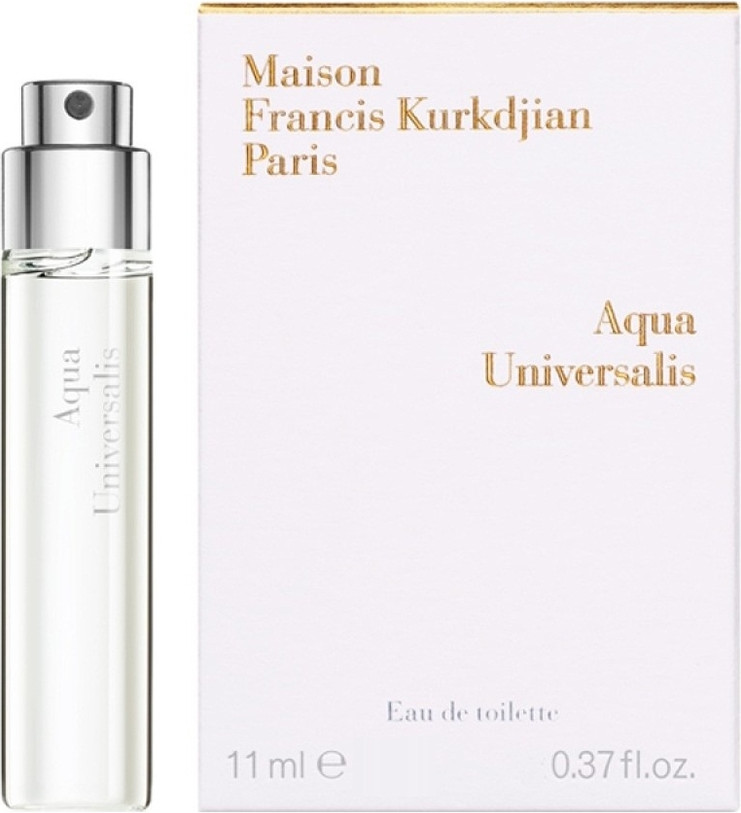 Aqua
Universalis
Maison
Francis Kurkdjian
Paris
Aqua
Universalis
Eau de toilette
11 ml ℮
0.37 fl.oz.